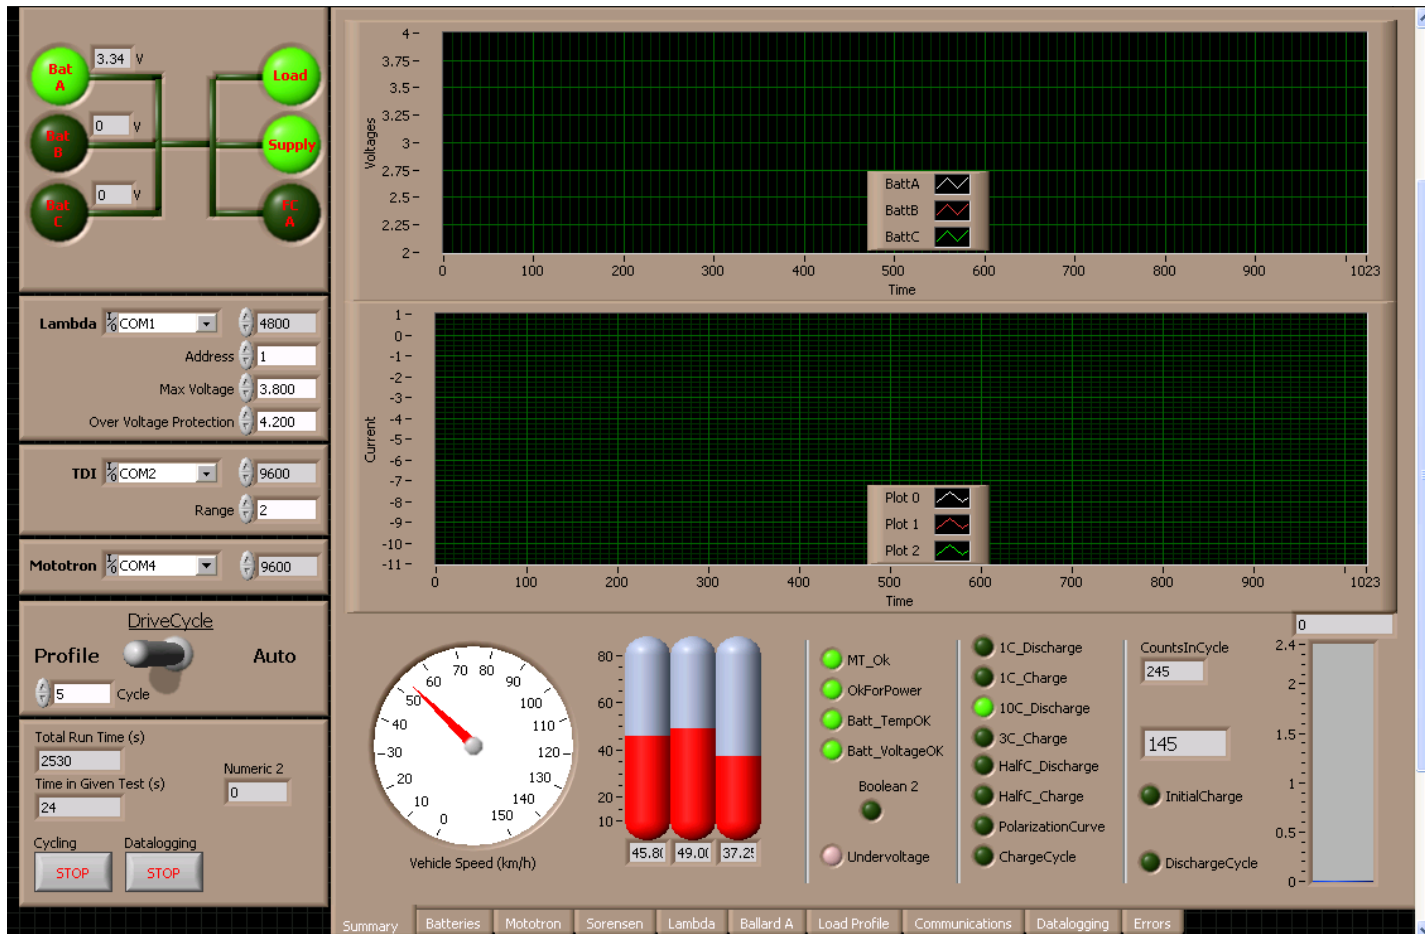 Bat
A
3.34 V
Load
Bat
B
0 V
Supply
Bat
C
0 V
FC
A
Lambda COM1 4800
Address 1
Max Voltage 3.800
Over Voltage Protection 4.200
TDI COM2 9600
Range 2
Mototron COM4 9600
DriveCycle
Profile Auto
5 Cycle
Total Run Time (s)
2530
Time in Given Test (s)
24
Numeric 2
0
Cycling Datalogging
STOP STOP
Voltages
4
3.75
3.5
3.25
3
2.75
2.5
2.25
2
BattA
BattB
BattC
0 100 200 300 400 500 600 700 800 900 1023
Time
Current
1
0
-1
-2
-3
-4
-5
-6
-7
-8
-9
-10
-11
Plot 0
Plot 1
Plot 2
0 100 200 300 400 500 600 700 800 900 1023
Time
0 10 20 30 40 50 60 70 80 90 100 110 120 130 140 150
Vehicle Speed (km/h)
80
60
40
20
10
45.8 49.0 37.2
MT_Ok
OkForPower
Batt_TempOK
Batt_VoltageOK
Boolean 2
Undervoltage
1C_Discharge
1C_Charge
10C_Discharge
3C_Charge
HalfC_Discharge
HalfC_Charge
PolarizationCurve
ChargeCycle
CountsInCycle
245
145
InitialCharge
DischargeCycle
0
2.4
2
1.5
1
0.5
0
Summary Batteries Mototron Sorensen Lambda Ballard A Load Profile Communications Datalogging Errors